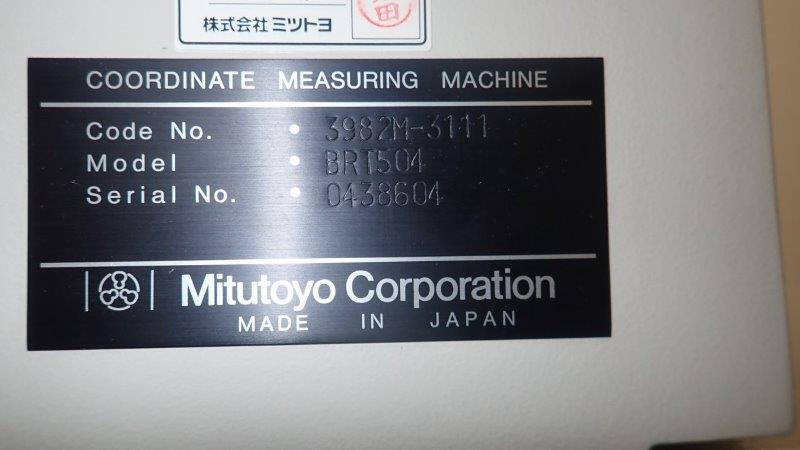 株式会社 ミツトヨ
COORDINATE MEASURING MACHINE
Code No. • 3982M-3111
Model • BRT504
Serial No. • 0438604
Mitutoyo Corporation
MADE IN JAPAN